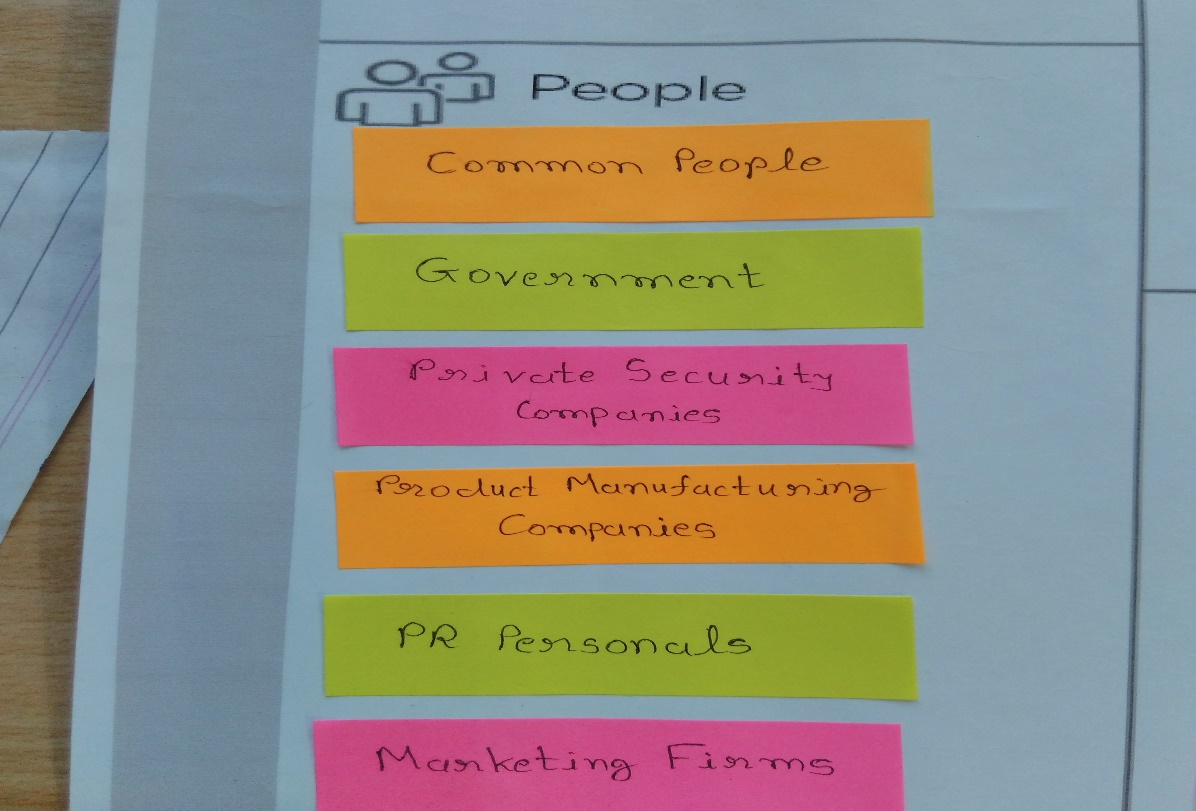 People
Common People
Government
Private Security
Companies
Product Manufacturing
Companies
PR Personals
Marketing Firms